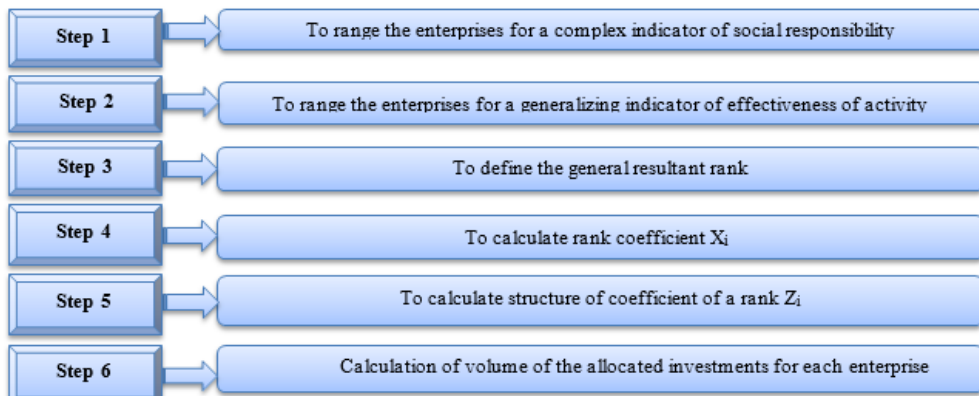 Step 1
To range the enterprises for a complex indicator of social responsibility
Step 2
To range the enterprises for a generalizing indicator of effectiveness of activity
Step 3
To define the general resultant rank
Step 4
To calculate rank coefficient Xᵢ
Step 5
To calculate structure of coefficient of a rank Zᵢ
Step 6
Calculation of volume of the allocated investments for each enterprise